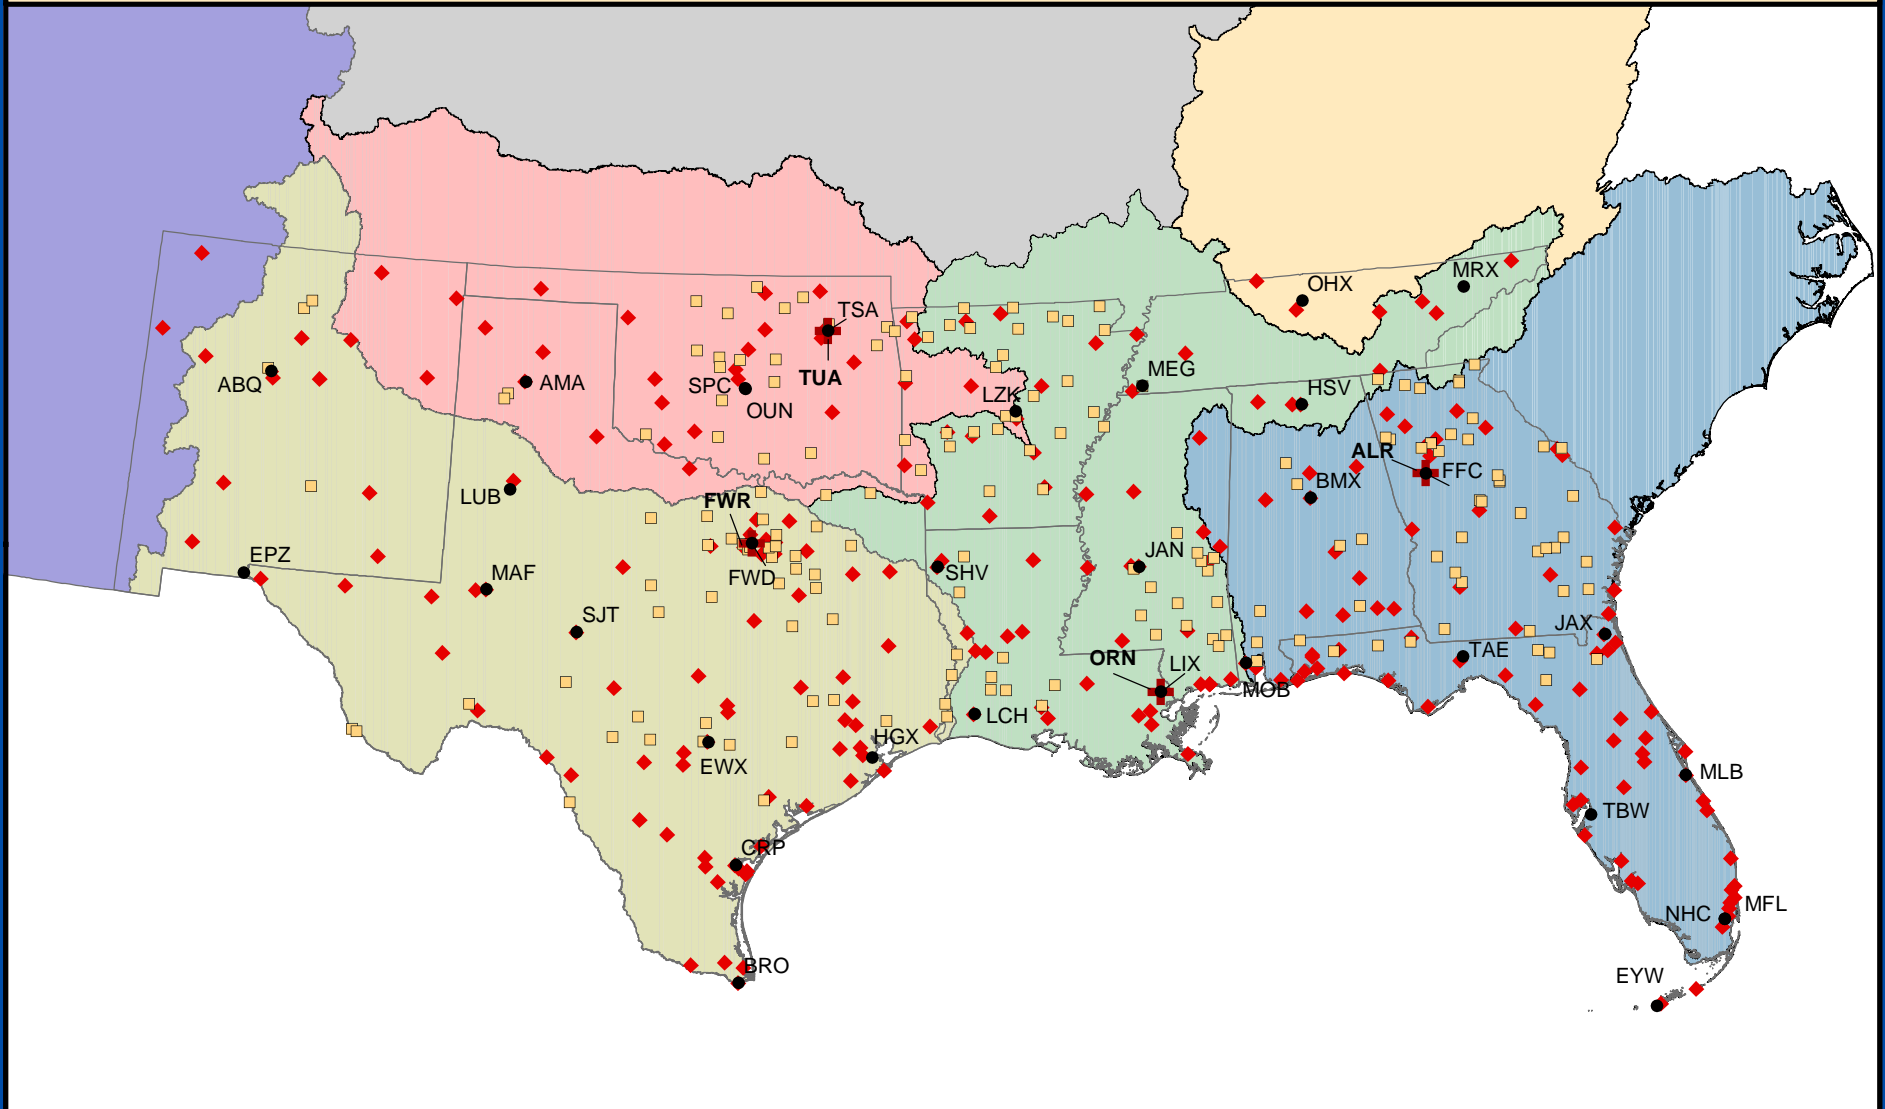 MRX
OHX
TSA
TUA
MEG
ABQ
AMA
SPC
OUN
LZK
HSV
ALR
FFC
BMX
LUB
FWR
EPZ
MAF
FWD
SHV
JAN
SJT
JAX
TAE
ORN
LIX
MOB
LCH
HGX
EWX
MLB
TBW
CRP
MFL
NHC
BRO
EYW